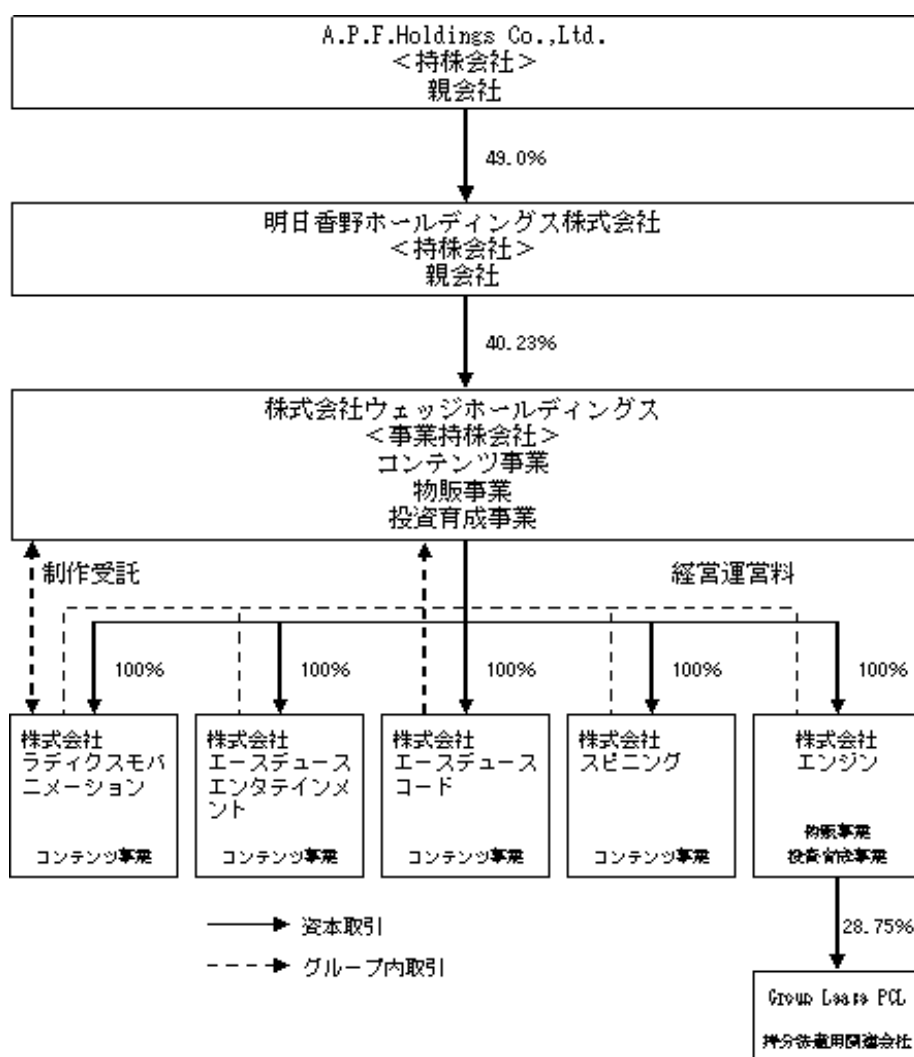 A.P.F.Holdings Co.,Ltd.
＜持株会社＞
親会社
49.0%
明日香野ホールディングス株式会社
＜持株会社＞
親会社
40.23%
株式会社ウェッジホールディングス
＜事業持株会社＞
コンテンツ事業
物販事業
投資育成事業
制作受託
経営運営料
100%
100%
100%
100%
100%
株式会社
ラディクスモバ
ニメーション
コンテンツ事業
株式会社
エースデュース
エンタテインメ
ント
コンテンツ事業
株式会社
エースデュース
コード
コンテンツ事業
株式会社
スピニング
コンテンツ事業
株式会社
エンジン
物販事業
投資育成事業
資本取引
グループ内取引
28.75%
Group Lease PCL
持分法適用関連会社